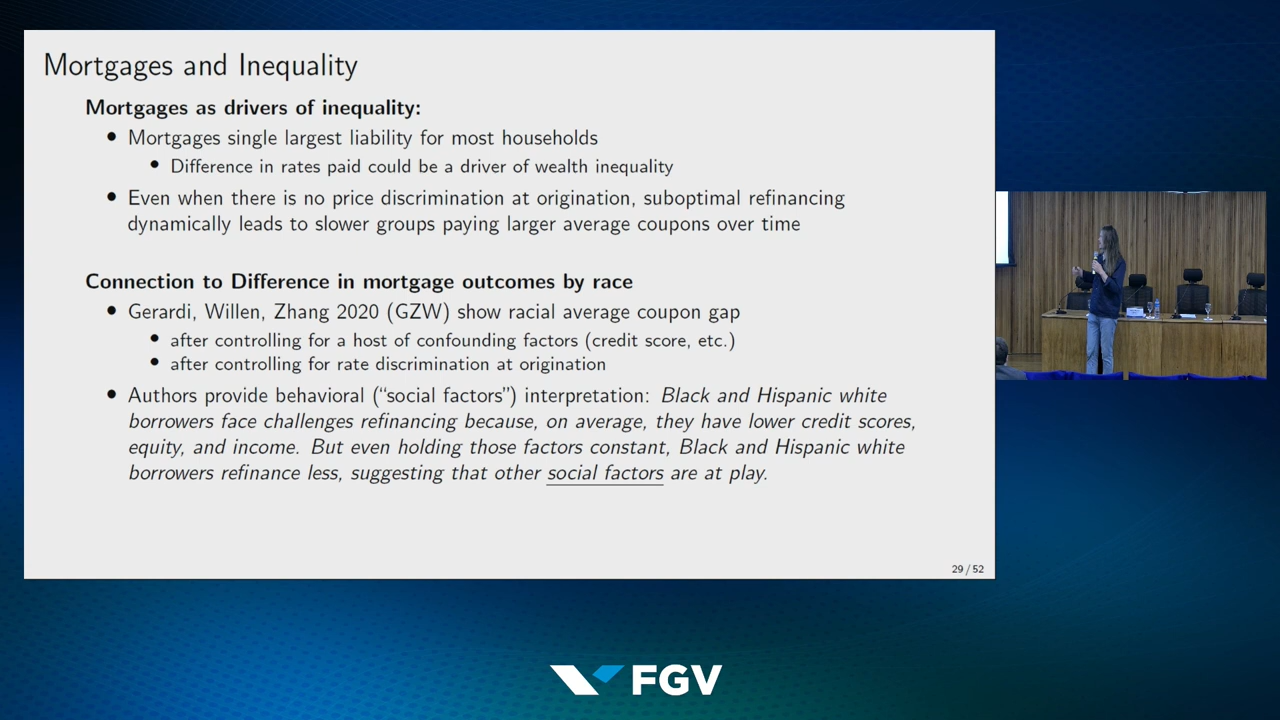 Mortgages and Inequality
Mortgages as drivers of inequality:
• Mortgages single largest liability for most households
• Difference in rates paid could be a driver of wealth inequality
• Even when there is no price discrimination at origination, suboptimal refinancing
dynamically leads to slower groups paying larger average coupons over time
Connection to Difference in mortgage outcomes by race
• Gerardi, Willen, Zhang 2020 (GZW) show racial average coupon gap
• after controlling for a host of confounding factors (credit score, etc.)
• after controlling for rate discrimination at origination
• Authors provide behavioral (“social factors”) interpretation: Black and Hispanic white
borrowers face challenges refinancing because, on average, they have lower credit scores,
equity, and income. But even holding those factors constant, Black and Hispanic white
borrowers refinance less, suggesting that other social factors are at play.
29 / 52
FGV